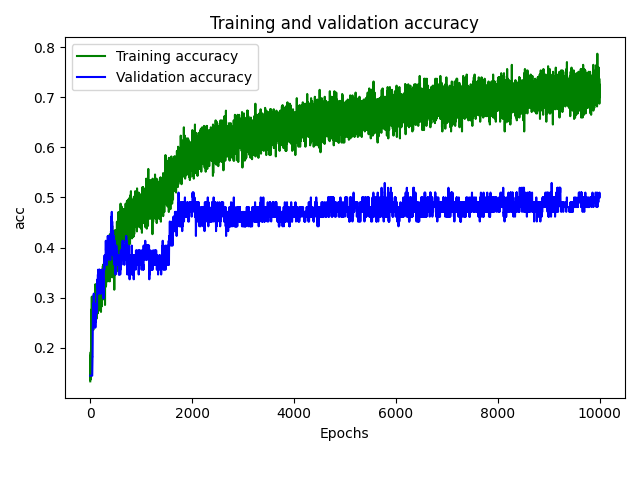 Training and validation accuracy
Training accuracy
Validation accuracy
acc
0.8
0.7
0.6
0.5
0.4
0.3
0.2
0 2000 4000 6000 8000 10000
Epochs